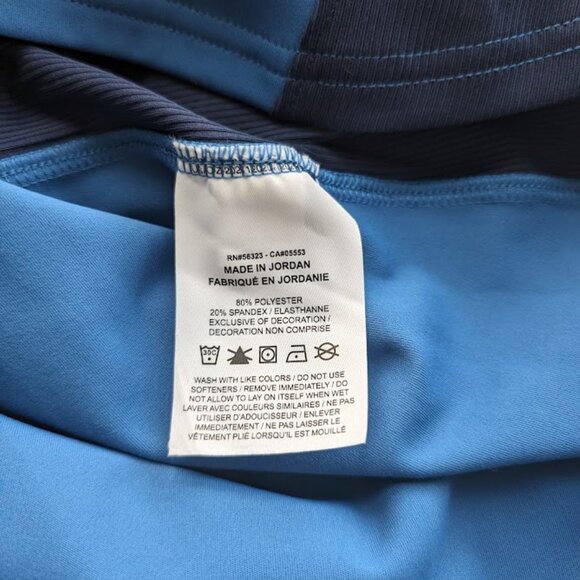 RN#56323 - CA#05553
MADE IN JORDAN
FABRIQUÉ EN JORDANIE
80% POLYESTER
20% SPANDEX / ELASTHANNE
EXCLUSIVE OF DECORATION /
DECORATION NON COMPRISE
30C
WASH WITH LIKE COLORS / DO NOT USE
SOFTENERS / REMOVE IMMEDIATELY / DO
NOT ALLOW TO LAY ON ITSELF WHEN WET
LAVER AVEC COULEURS SIMILAIRES / NE PAS
UTILISER D'ADOUCISSEUR / ENLEVER
IMMEDIATEMENT / NE PAS LAISSER LE
VÊTEMENT PLIÉ LORSQU'IL EST MOUILLÉ